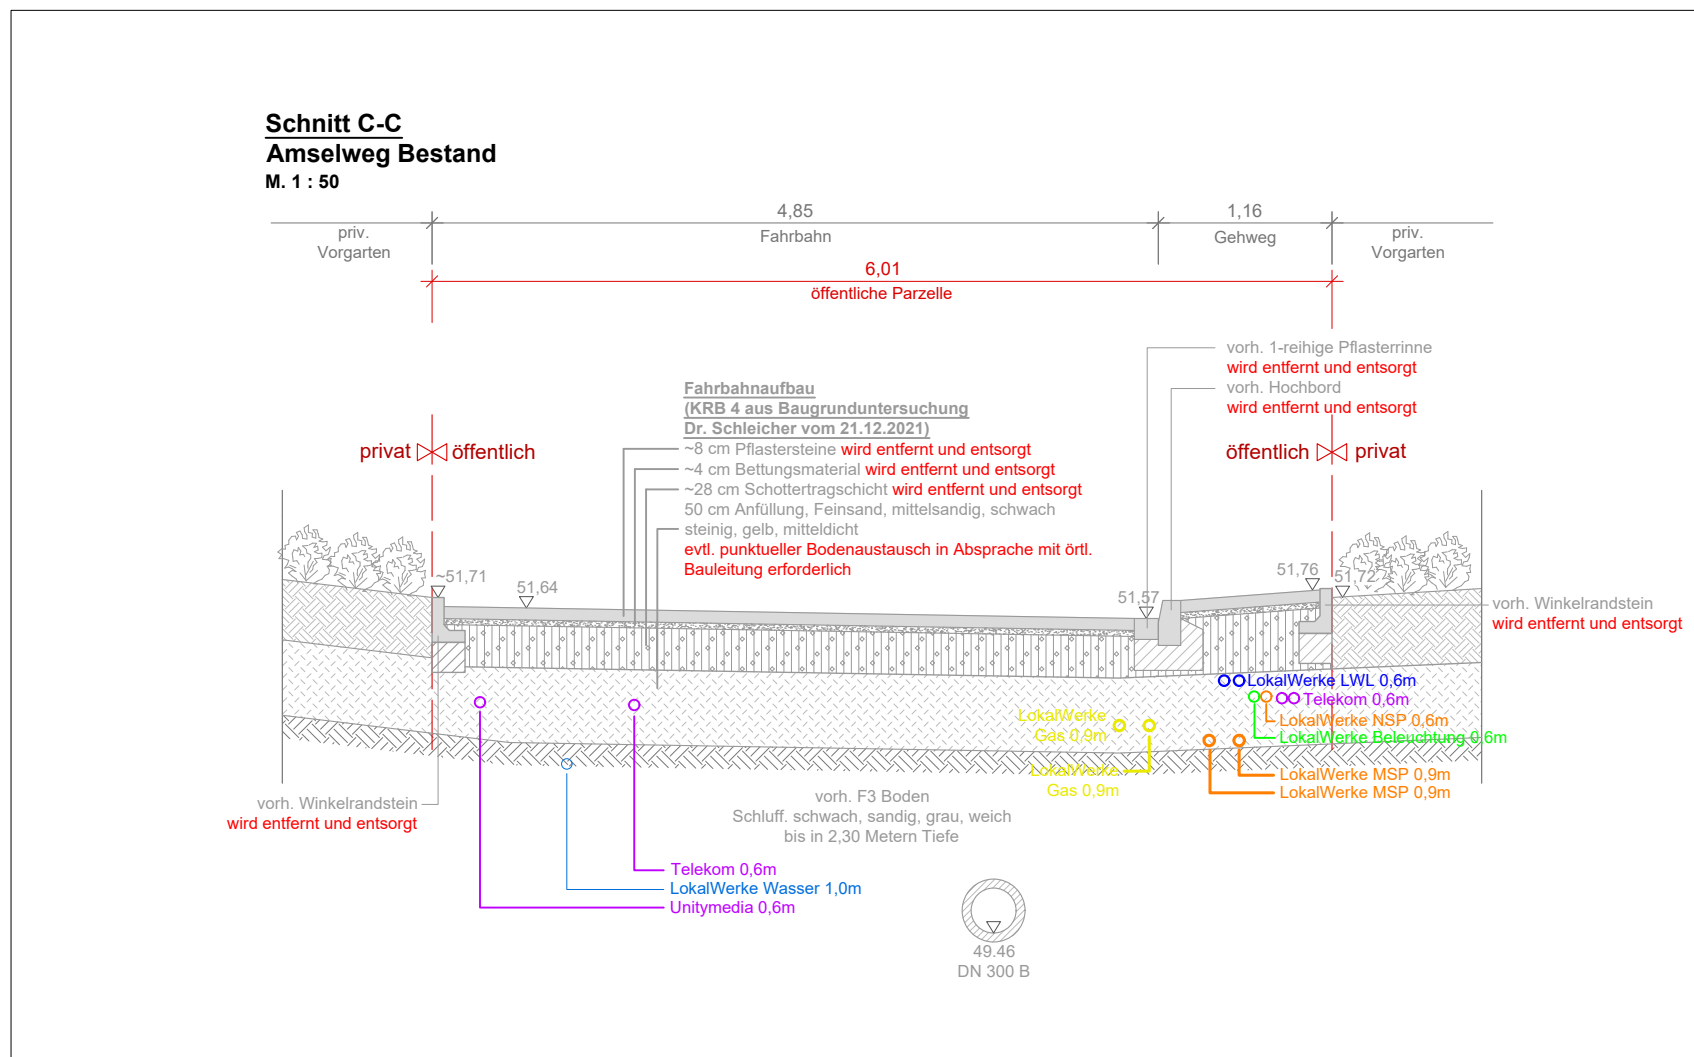 Schnitt C-C
Amselweg Bestand
M. 1 : 50
4,85
1,16
priv.
Vorgarten
Fahrbahn
Gehweg
priv.
Vorgarten
6,01
öffentliche Parzelle
vorh. 1-reihige Pflasterrinne
wird entfernt und entsorgt
vorh. Hochbord
wird entfernt und entsorgt
Fahrbahnaufbau
(KRB 4 aus Baugrunduntersuchung
Dr. Schleicher vom 21.12.2021)
~8 cm Pflastersteine wird entfernt und entsorgt
~4 cm Bettungsmaterial wird entfernt und entsorgt
~28 cm Schottertragschicht wird entfernt und entsorgt
50 cm Anfüllung, Feinsand, mittelsandig, schwach
steinig, gelb, mitteldicht
evtl. punktueller Bodenaustausch in Absprache mit örtl.
Bauleitung erforderlich
privat
öffentlich
öffentlich
privat
~51,71
51,64
51,57
51,76
51,72
vorh. Winkelrandstein
wird entfernt und entsorgt
LokalWerke LWL 0,6m
Telekom 0,6m
LokalWerke NSP 0,6m
LokalWerke Beleuchtung 0,6m
LokalWerke
Gas 0,9m
LokalWerke
Gas 0,9m
LokalWerke MSP 0,9m
LokalWerke MSP 0,9m
vorh. Winkelrandstein
wird entfernt und entsorgt
vorh. F3 Boden
Schluff. schwach, sandig, grau, weich
bis in 2,30 Metern Tiefe
Telekom 0,6m
LokalWerke Wasser 1,0m
Unitymedia 0,6m
49.46
DN 300 B